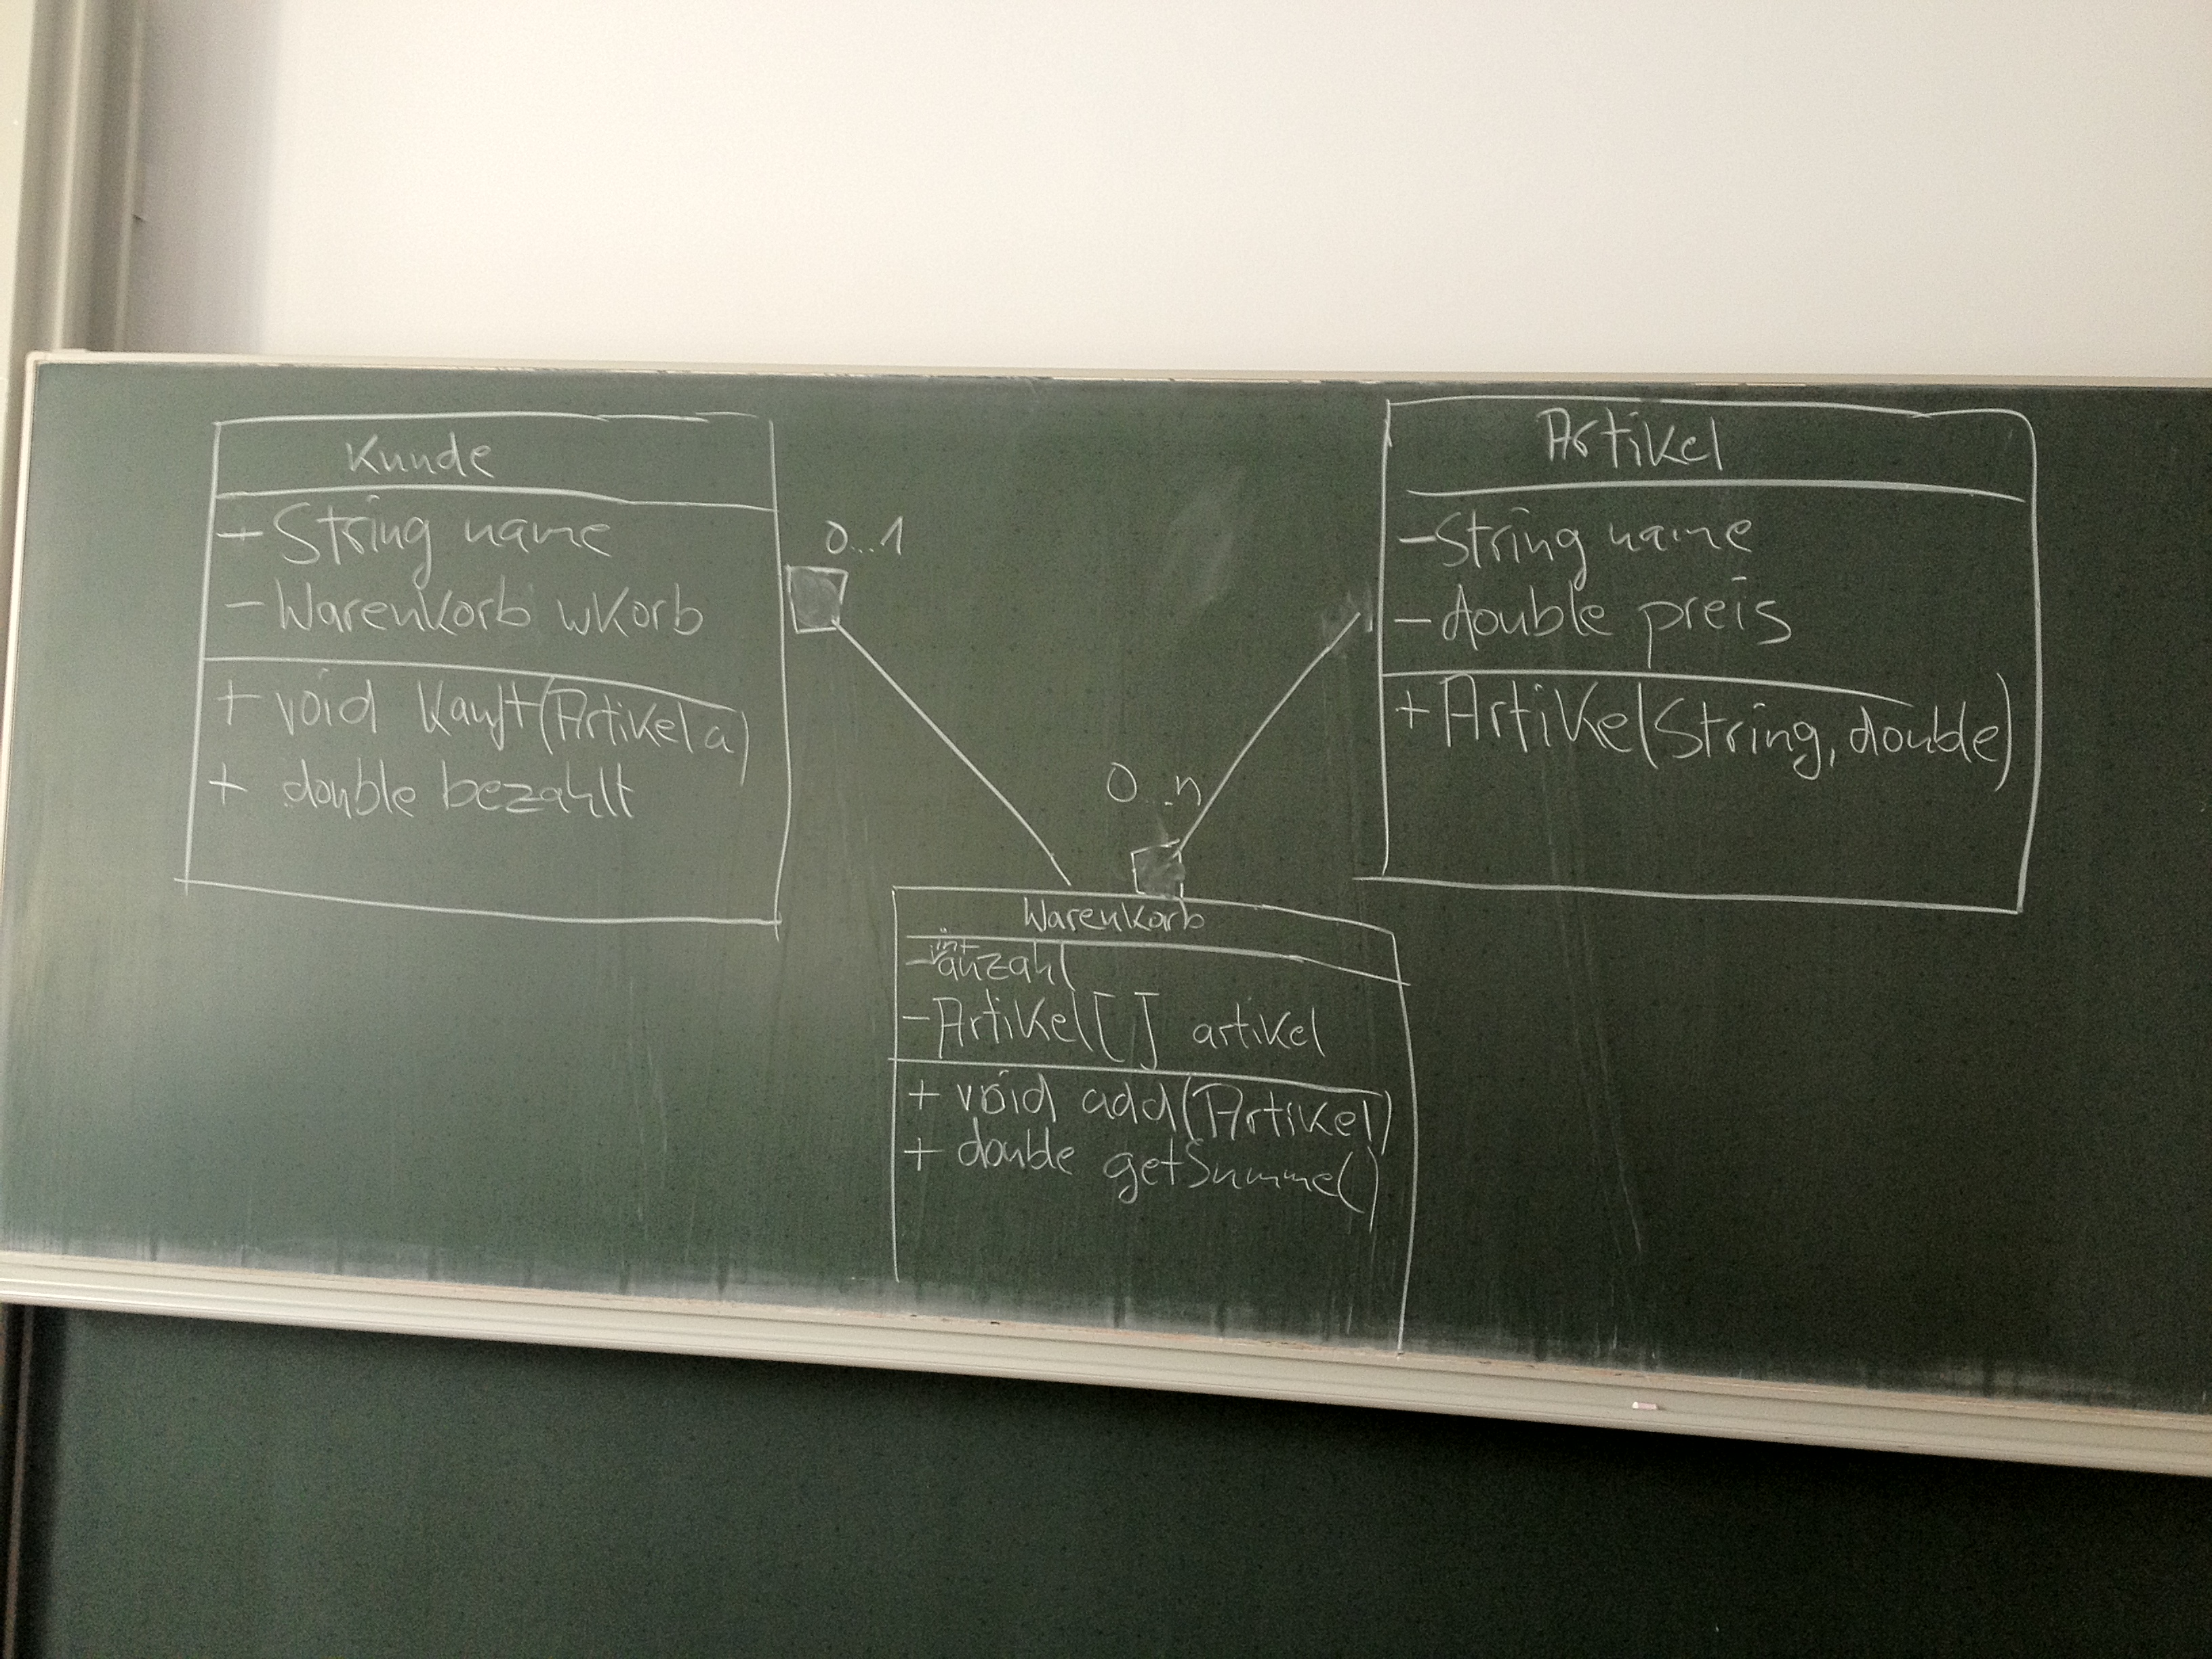 Kunde
+ String name
- Warenkorb wKorb
+ void kauft(Artikel a)
+ double bezahlt
0...1
Artikel
- String name
- double preis
+ Artikel(String, double)
0...n
Warenkorb
- int anzahl
- Artikel[] artikel
+ void add(Artikel)
+ double getSumme()